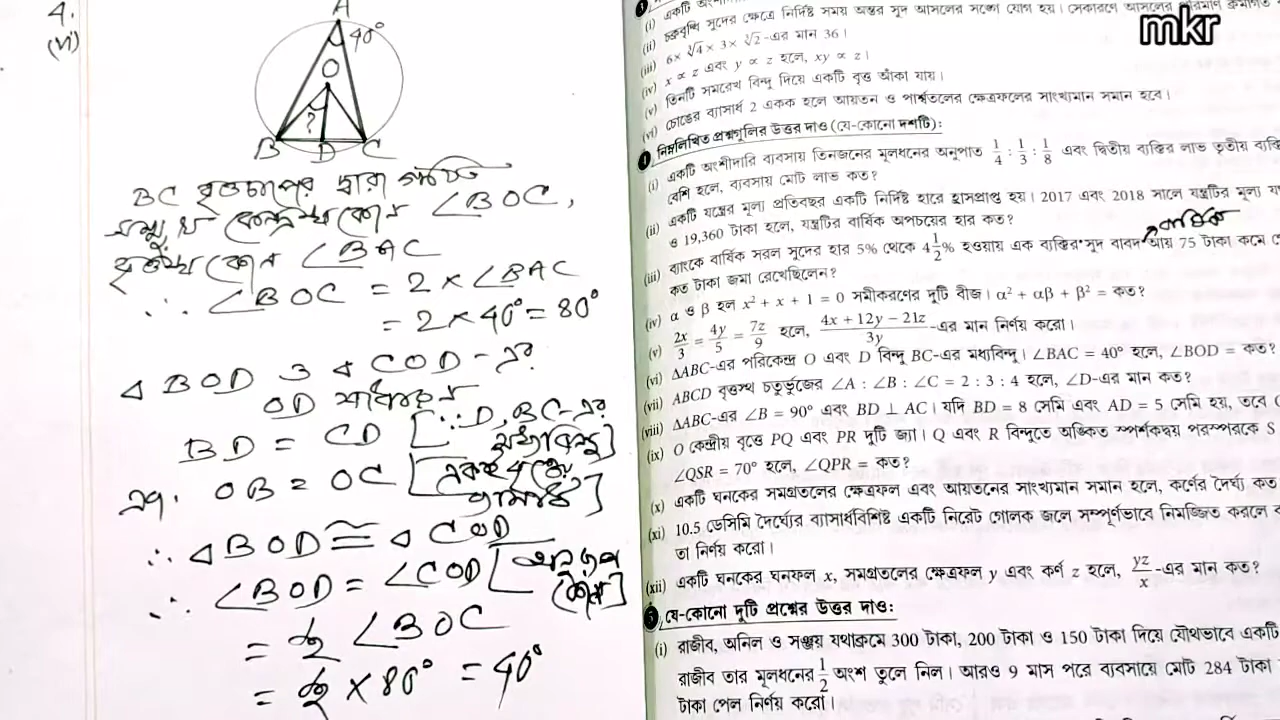 4.
(vi)
A
40°
O
?
B D C
BC বৃত্তচাপের দ্বারা গঠিত
সম্মুখ কেন্দ্রস্থ কোণ ∠BOC,
বৃত্তস্থ কোণ ∠BAC
∴ ∠BOC = 2 × ∠BAC
= 2 × 40° = 80°
△ BOD ও △ COD-এর
OD সাধারণ
BD = CD [∵ D, BC-এর
মধ্যবিন্দু]
এবং OB = OC [একই বৃত্তের
ব্যাসার্ধ]
∴ △ BOD ≅ △ COD
∴ ∠BOD = ∠COD [অনুরূপ
কোণ]
= ½ ∠BOC
= ½ × 80° = 40°
mkr
(i) একটি অংশীদারি
(ii) চক্রবৃদ্ধি সুদের ক্ষেত্রে নির্দিষ্ট সময় অন্তর সুদ আসলের সঙ্গে যোগ হয়। সেকারণে আসলের পরিমাণ ক্রমাগত
(iii) 6 × ∛4 × 3 × ∛2-এর মান 36।
(iv) x ∝ z এবং y ∝ z হলে, xy ∝ z।
(v) তিনটি সমরেখ বিন্দু দিয়ে একটি বৃত্ত আঁকা যায়।
(vi) চোঙের ব্যাসার্ধ 2 একক হলে আয়তন ও পার্শ্বতলের ক্ষেত্রফলের সাংখ্যমান সমান হবে।
4 নিম্নলিখিত প্রশ্নগুলির উত্তর দাও (যে-কোনো দশটি):
(i) একটি অংশীদারি ব্যবসায় তিনজনের মূলধনের অনুপাত 1/4 : 1/3 : 1/8 এবং দ্বিতীয় ব্যক্তির লাভ তৃতীয় ব্যক্তি
বেশি হলে, ব্যবসায় মোট লাভ কত?
(ii) একটি যন্ত্রের মূল্য প্রতিবছর একটি নির্দিষ্ট হারে হ্রাসপ্রাপ্ত হয়। 2017 এবং 2018 সালে যন্ত্রটির মূল্য
ও 19,360 টাকা হলে, যন্ত্রটির বার্ষিক অপচয়ের হার কত?
বার্ষিক
(iii) ব্যাংকে বার্ষিক সরল সুদের হার 5% থেকে 4½% হওয়ায় এক ব্যক্তির সুদ বাবদ আয় 75 টাকা কমে
কত টাকা জমা রেখেছিলেন?
(iv) α ও β হল x² + x + 1 = 0 সমীকরণের দুটি বীজ। α² + αβ + β² = কত?
(v) 2x/3 = 4y/5 = 7z/9 হলে, (4x + 12y − 21z)/3y-এর মান নির্ণয় করো।
(vi) ΔABC-এর পরিকেন্দ্র O এবং D বিন্দু BC-এর মধ্যবিন্দু। ∠BAC = 40° হলে, ∠BOD = কত?
(vii) ABCD বৃত্তস্থ চতুর্ভুজের ∠A : ∠B : ∠C = 2 : 3 : 4 হলে, ∠D-এর মান কত?
(viii) ΔABC-এর ∠B = 90° এবং BD ⊥ AC। যদি BD = 8 সেমি এবং AD = 5 সেমি হয়, তবে
(ix) O কেন্দ্রীয় বৃত্তে PQ এবং PR দুটি জ্যা। Q এবং R বিন্দুতে অঙ্কিত স্পর্শকদ্বয় পরস্পরকে S
∠QSR = 70° হলে, ∠QPR = কত?
(x) একটি ঘনকের সমগ্রতলের ক্ষেত্রফল এবং আয়তনের সাংখ্যমান সমান হলে, কর্ণের দৈর্ঘ্য কত
(xi) 10.5 ডেসিমি দৈর্ঘ্যের ব্যাসার্ধবিশিষ্ট একটি নিরেট গোলক জলে সম্পূর্ণভাবে নিমজ্জিত করলে
তা নির্ণয় করো।
(xii) একটি ঘনকের ঘনফল x, সমগ্রতলের ক্ষেত্রফল y এবং কর্ণ z হলে, yz/x-এর মান কত?
5 যে-কোনো দুটি প্রশ্নের উত্তর দাও:
(i) রাজীব, অনিল ও সঞ্জয় যথাক্রমে 300 টাকা, 200 টাকা ও 150 টাকা দিয়ে যৌথভাবে একটি
রাজীব তার মূলধনের 1/2 অংশ তুলে নিল। আরও 9 মাস পরে ব্যবসায়ে মোট 284 টাকা
টাকা পেল নির্ণয় করো।